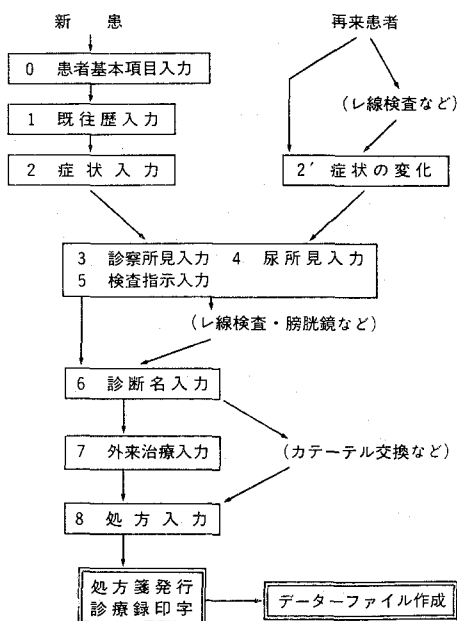 新患
再来患者
0 患者基本項目入力
(レ線検査など)
1 既往歴入力
2 症状入力
2′ 症状の変化
3 診察所見入力 4 尿所見入力
5 検査指示入力
(レ線検査・膀胱鏡など)
6 診断名入力
7 外来治療入力
(カテーテル交換など)
8 処方入力
処方箋発行
診療録印字
データーファイル作成